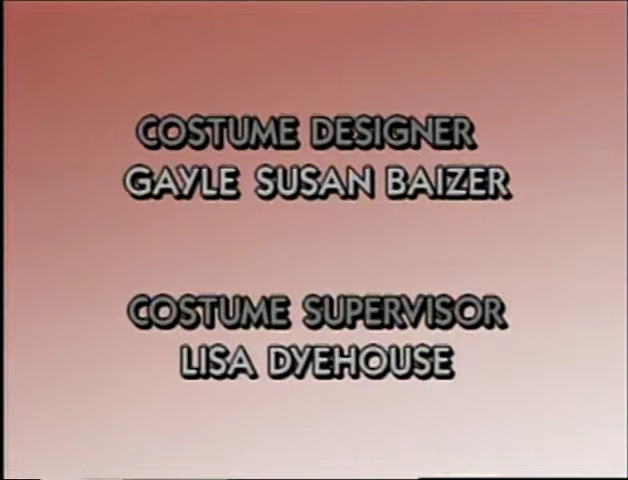 COSTUME DESIGNER
GAYLE SUSAN BAIZER
COSTUME SUPERVISOR
LISA DYEHOUSE